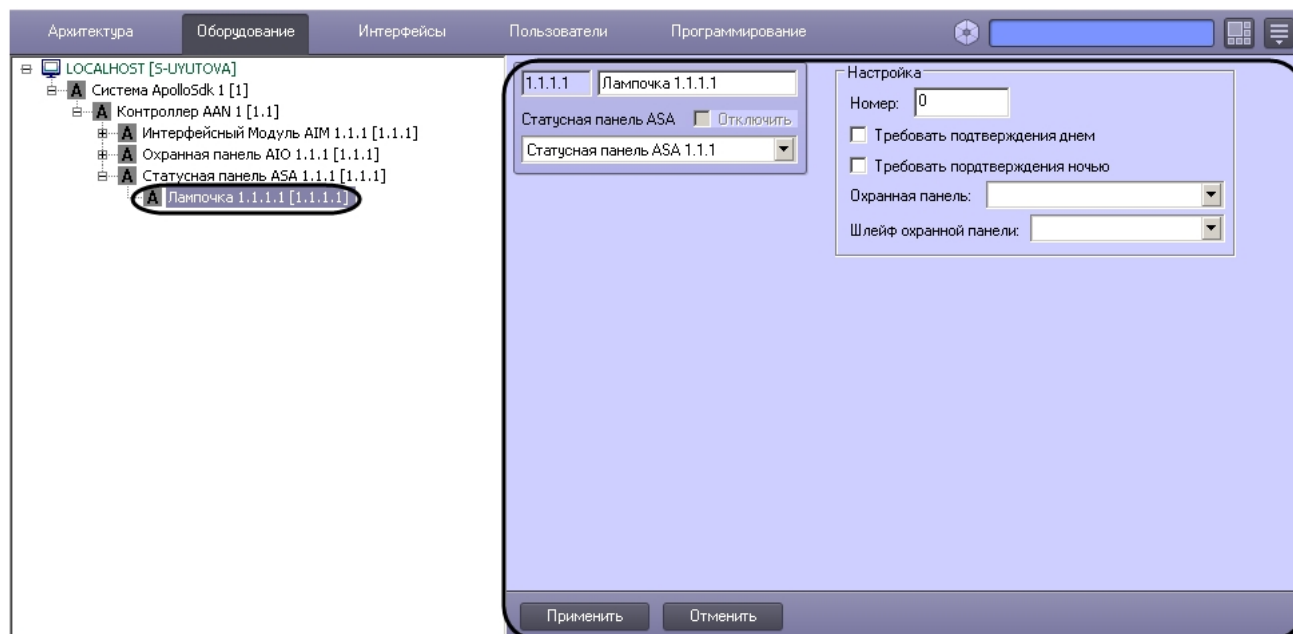 Архитектура Оборудование Интерфейсы Пользователи Программирование
LOCALHOST [S-UYUTOVA]
A Система ApolloSdk 1 [1]
A Контроллер AAN 1 [1.1]
A Интерфейсный Модуль AIM 1.1.1 [1.1.1]
A Охранная панель AIO 1.1.1 [1.1.1]
A Статусная панель ASA 1.1.1 [1.1.1]
A Лампочка 1.1.1.1 [1.1.1.1]
1.1.1.1 Лампочка 1.1.1.1
Статусная панель ASA Отключить
Статусная панель ASA 1.1.1
Настройка
Номер: 0
Требовать подтверждения днем
Требовать пордтверждения ночью
Охранная панель:
Шлейф охранной панели:
Применить Отменить